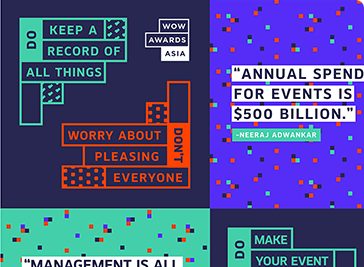 DO
KEEP A
RECORD OF
ALL THINGS
WOW
AWARDS
ASIA
WORRY ABOUT
PLEASING
EVERYONE
DON'T
“ANNUAL SPEND
FOR EVENTS IS
$500 BILLION.”
-NEERAJ ADWANKAR
“MANAGEMENT IS ALL
DO
MAKE
YOUR EVENT